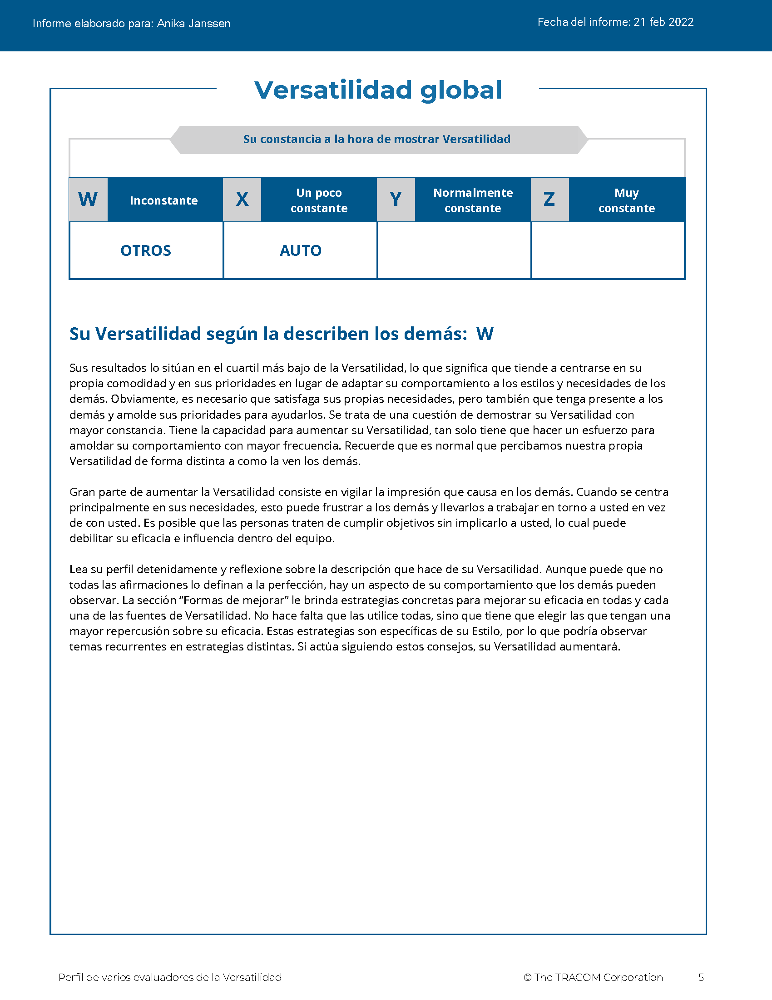 Informe elaborado para: Anika Janssen
Fecha del informe: 21 feb 2022
Versatilidad global
Su constancia a la hora de mostrar Versatilidad
W
Inconstante
X
Un poco
constante
Y
Normalmente
constante
Z
Muy
constante
OTROS
AUTO
Su Versatilidad según la describen los demás: W
Sus resultados lo sitúan en el cuartil más bajo de la Versatilidad, lo que significa que tiende a centrarse en su
propia comodidad y en sus prioridades en lugar de adaptar su comportamiento a los estilos y necesidades de los
demás. Obviamente, es necesario que satisfaga sus propias necesidades, pero también que tenga presente a los
demás y amolde sus prioridades para ayudarlos. Se trata de una cuestión de demostrar su Versatilidad con
mayor constancia. Tiene la capacidad para aumentar su Versatilidad, tan solo tiene que hacer un esfuerzo para
amoldar su comportamiento con mayor frecuencia. Recuerde que es normal que percibamos nuestra propia
Versatilidad de forma distinta a como la ven los demás.
Gran parte de aumentar la Versatilidad consiste en vigilar la impresión que causa en los demás. Cuando se centra
principalmente en sus necesidades, esto puede frustrar a los demás y llevarlos a trabajar en torno a usted en vez
de con usted. Es posible que las personas traten de cumplir objetivos sin implicarlo a usted, lo cual puede
debilitar su eficacia e influencia dentro del equipo.
Lea su perfil detenidamente y reflexione sobre la descripción que hace de su Versatilidad. Aunque puede que no
todas las afirmaciones lo definan a la perfección, hay un aspecto de su comportamiento que los demás pueden
observar. La sección “Formas de mejorar” le brinda estrategias concretas para mejorar su eficacia en todas y cada
una de las fuentes de Versatilidad. No hace falta que las utilice todas, sino que tiene que elegir las que tengan una
mayor repercusión sobre su eficacia. Estas estrategias son específicas de su Estilo, por lo que podría observar
temas recurrentes en estrategias distintas. Si actúa siguiendo estos consejos, su Versatilidad aumentará.
Perfil de varios evaluadores de la Versatilidad
© The TRACOM Corporation
5